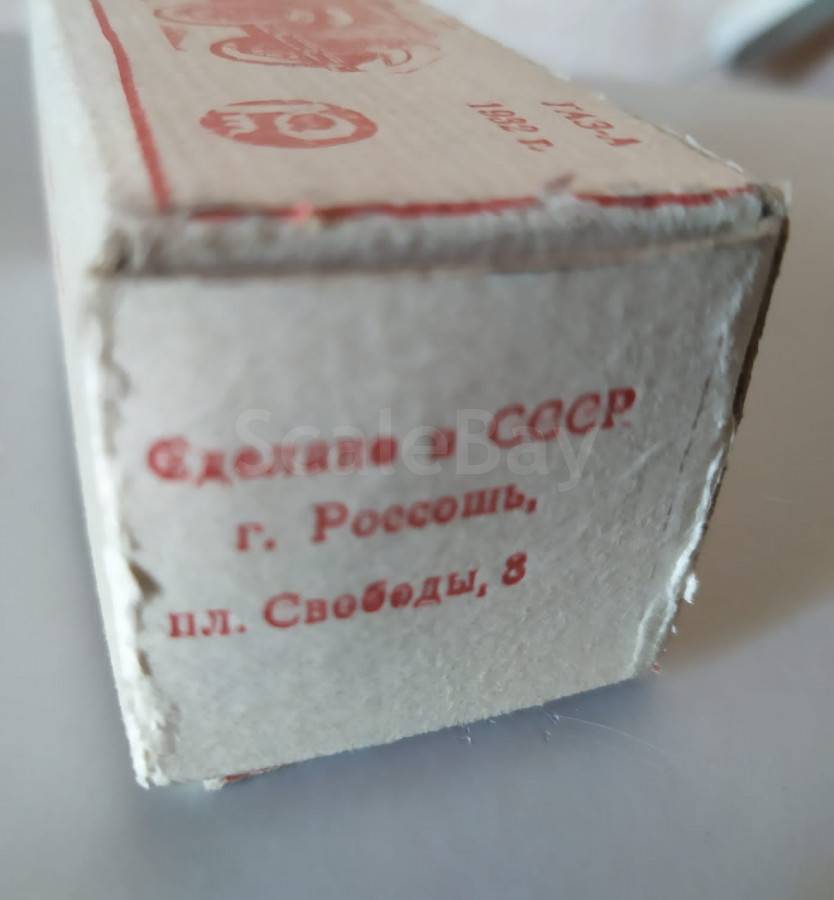 ГАЗ-А
1932 г.
Сделано в СССР
г. Россошь,
пл. Свободы, 8
ScaleBay